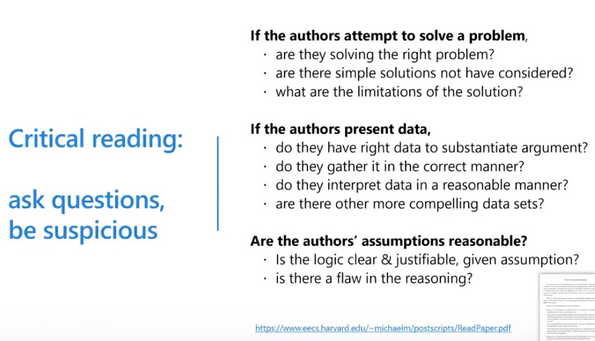 Critical reading:
ask questions,
be suspicious
If the authors attempt to solve a problem,
· are they solving the right problem?
· are there simple solutions not have considered?
· what are the limitations of the solution?
If the authors present data,
· do they have right data to substantiate argument?
· do they gather it in the correct manner?
· do they interpret data in a reasonable manner?
· are there other more compelling data sets?
Are the authors’ assumptions reasonable?
· Is the logic clear & justifiable, given assumption?
· is there a flaw in the reasoning?
https://www.eecs.harvard.edu/~michaelm/postscripts/ReadPaper.pdf